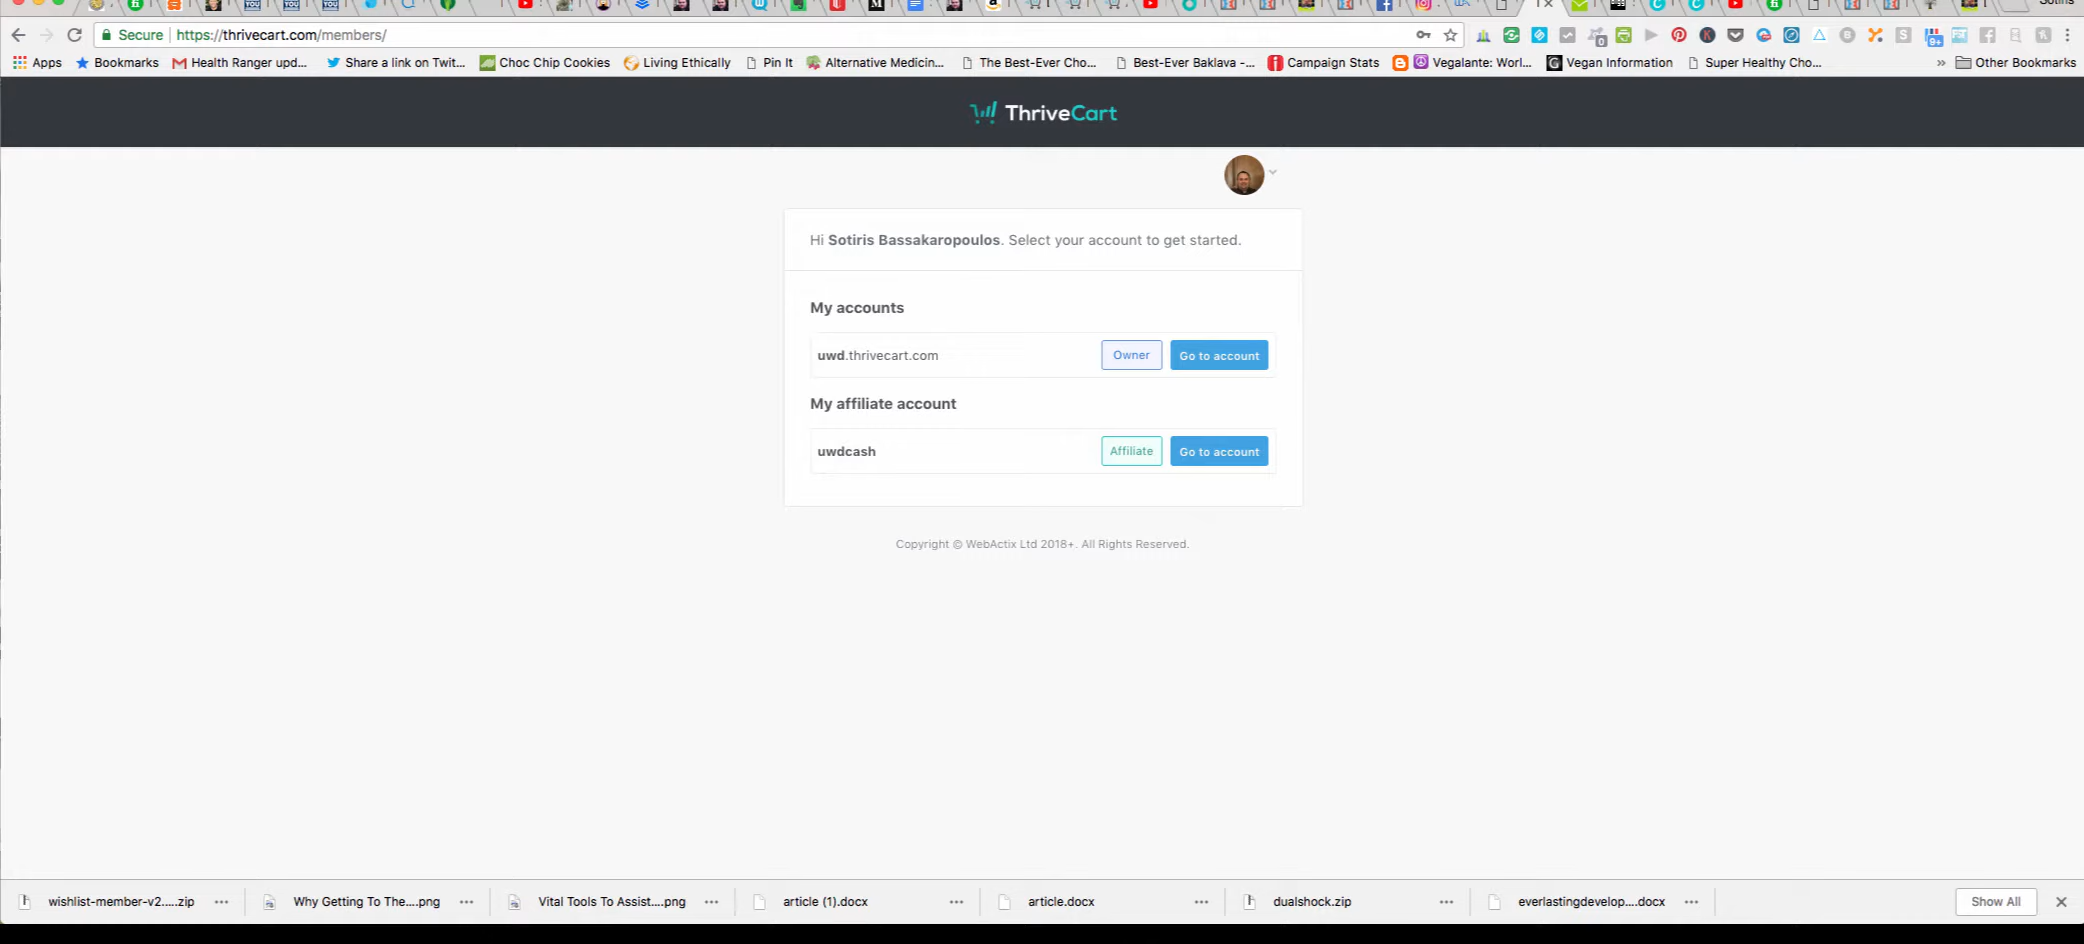 Sotiris
Secure https://thrivecart.com/members/
Apps Bookmarks Health Ranger upd... Share a link on Twit... Choc Chip Cookies Living Ethically Pin It Alternative Medicin... The Best-Ever Cho... Best-Ever Baklava -... Campaign Stats Vegalante: Worl... Vegan Information Super Healthy Cho... » Other Bookmarks
ThriveCart
Hi Sotiris Bassakaropoulos. Select your account to get started.
My accounts
uwd.thrivecart.com Owner Go to account
My affiliate account
uwdcash Affiliate Go to account
Copyright © WebActix Ltd 2018+. All Rights Reserved.
wishlist-member-v2.....zip Why Getting To The....png Vital Tools To Assist....png article (1).docx article.docx dualshock.zip everlastingdevelop....docx Show All